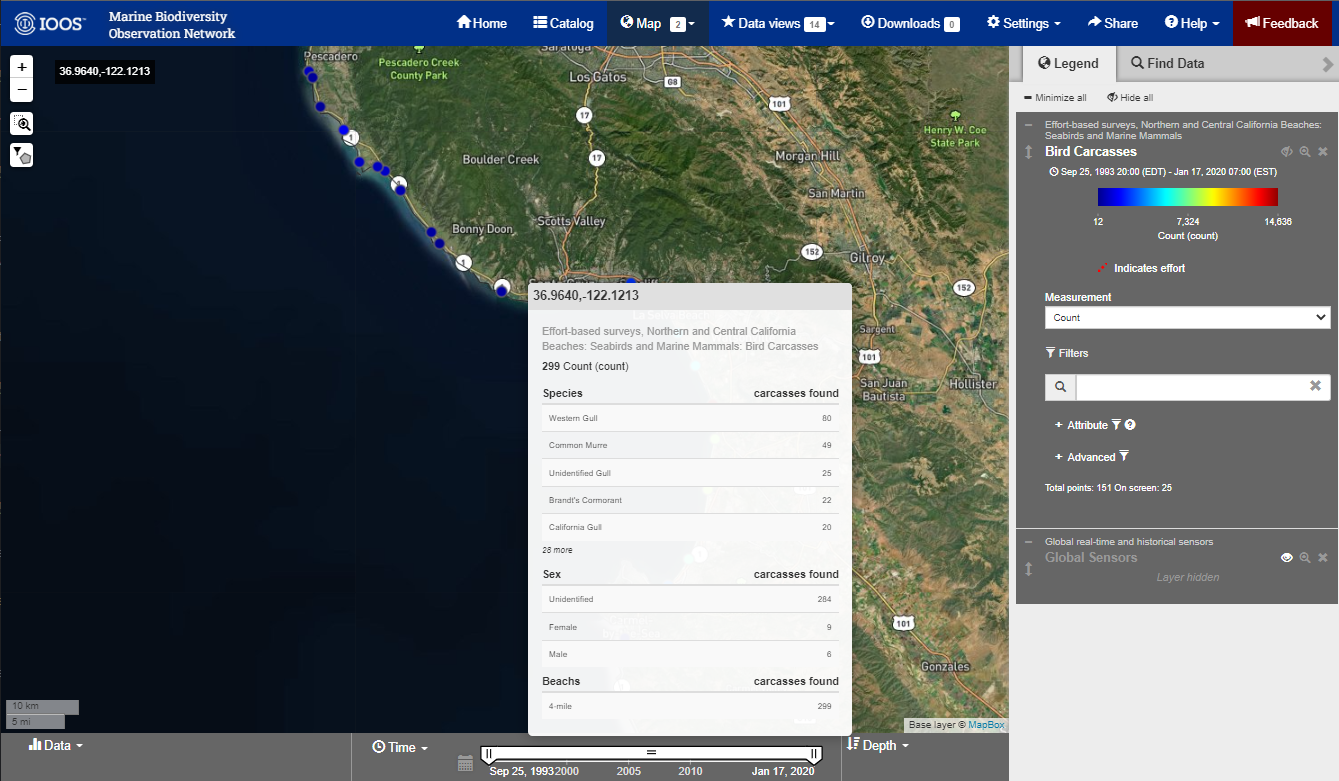 IOOS™
Marine Biodiversity
Observation Network
Home
Catalog
Map 2
Data views 14
Downloads 0
Settings
Share
Help
Feedback
+
−
36.9640,-122.1213
Pescadero
Pescadero Creek
County Park
Saratoga
Los Gatos
G8
17
101
1
Boulder Creek
17
Henry W. Coe
State Park
Morgan Hill
San Martin
1
Bonny Doon
Scotts Valley
1
152
Gilroy
152
Sargent
101
San Juan
Bautista
Hollister
101
Gonzales
36.9640,-122.1213
Effort-based surveys, Northern and Central California
Beaches: Seabirds and Marine Mammals: Bird Carcasses
299 Count (count)
Species carcasses found
Western Gull 80
Common Murre 49
Unidentified Gull 25
Brandt's Cormorant 22
California Gull 20
28 more
Sex carcasses found
Unidentified 284
Female 9
Male 6
Beachs carcasses found
4-mile 299
10 km
5 mi
Base layer © MapBox
Data
Time
Sep 25, 1993
2000
2005
2010
Jan 17, 2020
Depth
Legend
Find Data
Minimize all
Hide all
Effort-based surveys, Northern and Central California Beaches:
Seabirds and Marine Mammals
Bird Carcasses
Sep 25, 1993 20:00 (EDT) - Jan 17, 2020 07:00 (EST)
12 7,324 14,636
Count (count)
Indicates effort
Measurement
Count
Filters
+ Attribute
+ Advanced
Total points: 151 On screen: 25
Global real-time and historical sensors
Global Sensors
Layer hidden